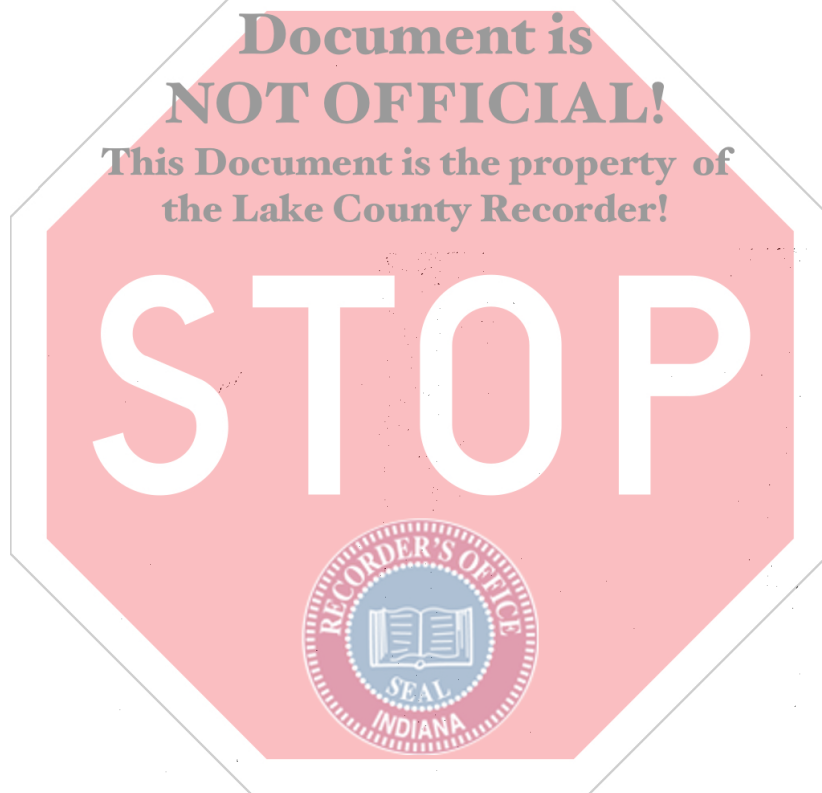 Document is
NOT OFFICIAL!
This Document is the property of
the Lake County Recorder!
STOP
RECORDER'S OFFICE
SEAL
INDIANA